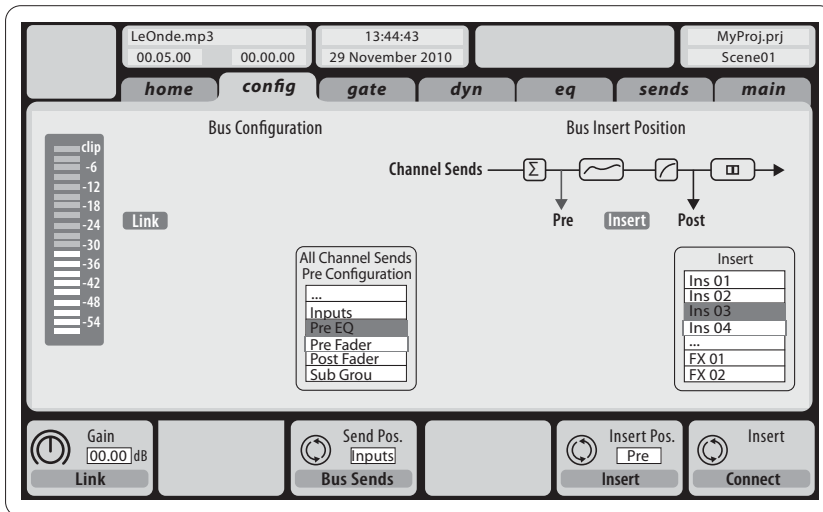 LeOnde.mp3
00.05.00 00.00.00
13:44:43
29 November 2010
MyProj.prj
Scene01
home config gate dyn eq sends main
Bus Configuration
Bus Insert Position
clip
-6
-12
-18
-24
-30
-36
-42
-48
-54
Link
Channel Sends
Σ
Pre Insert Post
All Channel Sends
Pre Configuration
...
Inputs
Pre EQ
Pre Fader
Post Fader
Sub Grou
Insert
Ins 01
Ins 02
Ins 03
Ins 04
...
FX 01
FX 02
Gain
00.00 dB
Link
Send Pos.
Inputs
Bus Sends
Insert Pos.
Pre
Insert
Insert
Connect